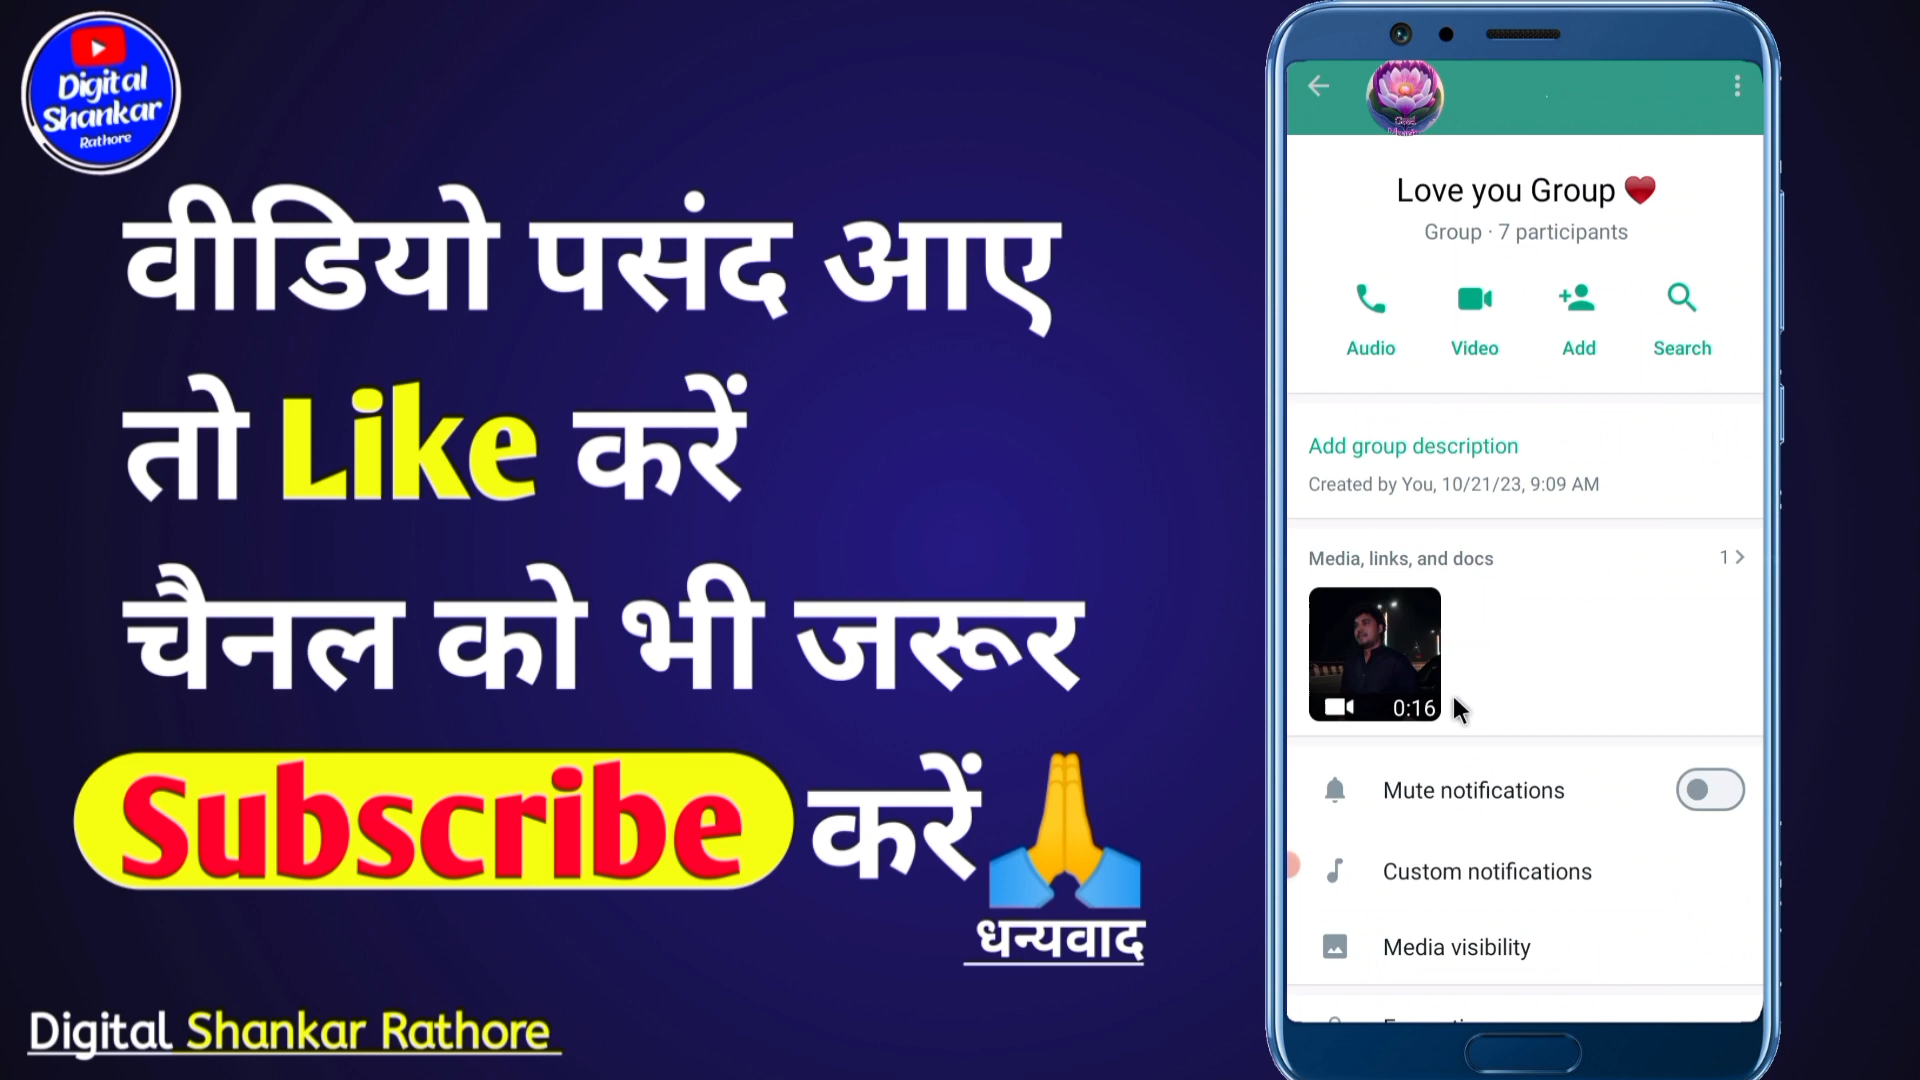 Digital
Shankar
Rathore
वीडियो पसंद आए
तो Like करें
चैनल को भी जरूर
Subscribe करें
धन्यवाद
Digital Shankar Rathore
Good
Love you Group
Group · 7 participants
Audio Video Add Search
Add group description
Created by You, 10/21/23, 9:09 AM
Media, links, and docs 1
0:16
Mute notifications
Custom notifications
Media visibility